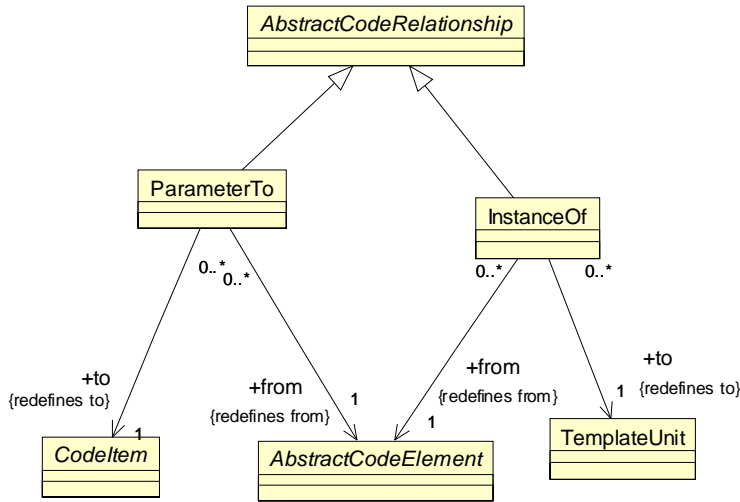 AbstractCodeRelationship
ParameterTo
InstanceOf
0..*
0..*
0..*
0..*
+to
{redefines to}
+from
{redefines from}
1
+from
{redefines from}
1
+to
{redefines to}
1
1
CodeItem
AbstractCodeElement
TemplateUnit